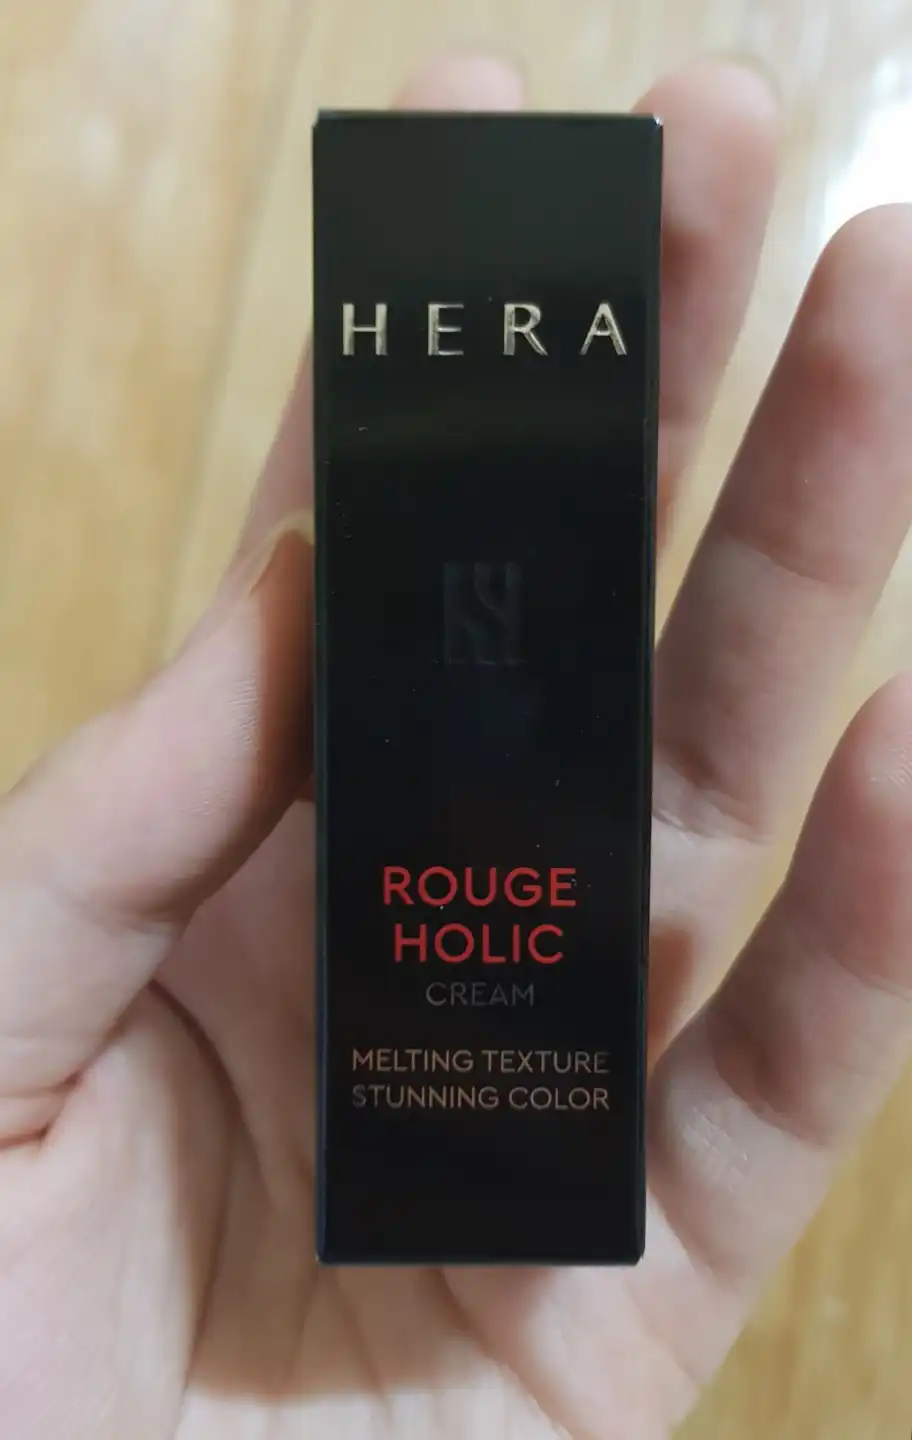 HERA
ROUGE
HOLIC
CREAM
MELTING TEXTURE
STUNNING COLOR